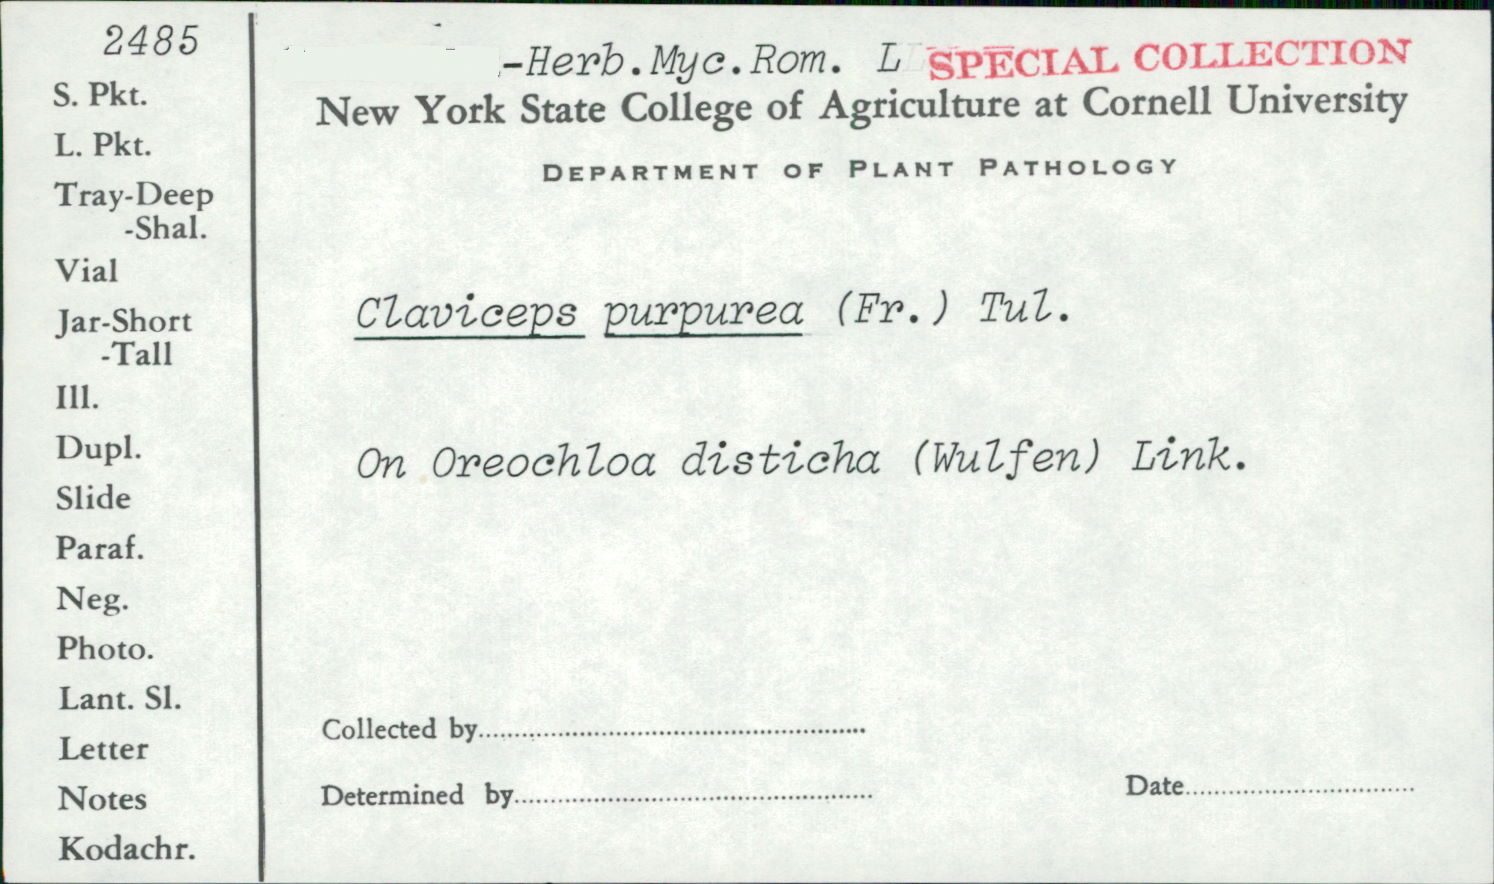 2485
-Herb.Myc.Rom. L
SPECIAL COLLECTION
New York State College of Agriculture at Cornell University
DEPARTMENT OF PLANT PATHOLOGY
S. Pkt.
L. Pkt.
Tray-Deep
-Shal.
Vial
Jar-Short
-Tall
Ill.
Dupl.
Slide
Paraf.
Neg.
Photo.
Lant. Sl.
Letter
Notes
Kodachr.
Claviceps purpurea (Fr.) Tul.
On Oreochloa disticha (Wulfen) Link.
Collected by
Determined by
Date